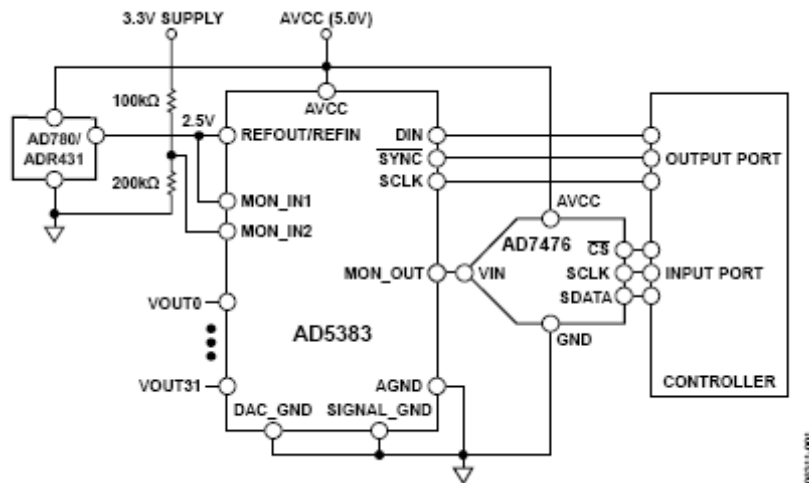 3.3V SUPPLY
AVCC (5.0V)
100kΩ
AVCC
2.5V
AD780/
ADR431
REFOUT/REFIN
DIN
SYNC
OUTPUT PORT
SCLK
200kΩ
MON_IN1
AVCC
MON_IN2
AD7476
CS
MON_OUT
VIN
SCLK
INPUT PORT
SDATA
VOUT0
AD5383
GND
VOUT31
AGND
CONTROLLER
DAC_GND
SIGNAL_GND